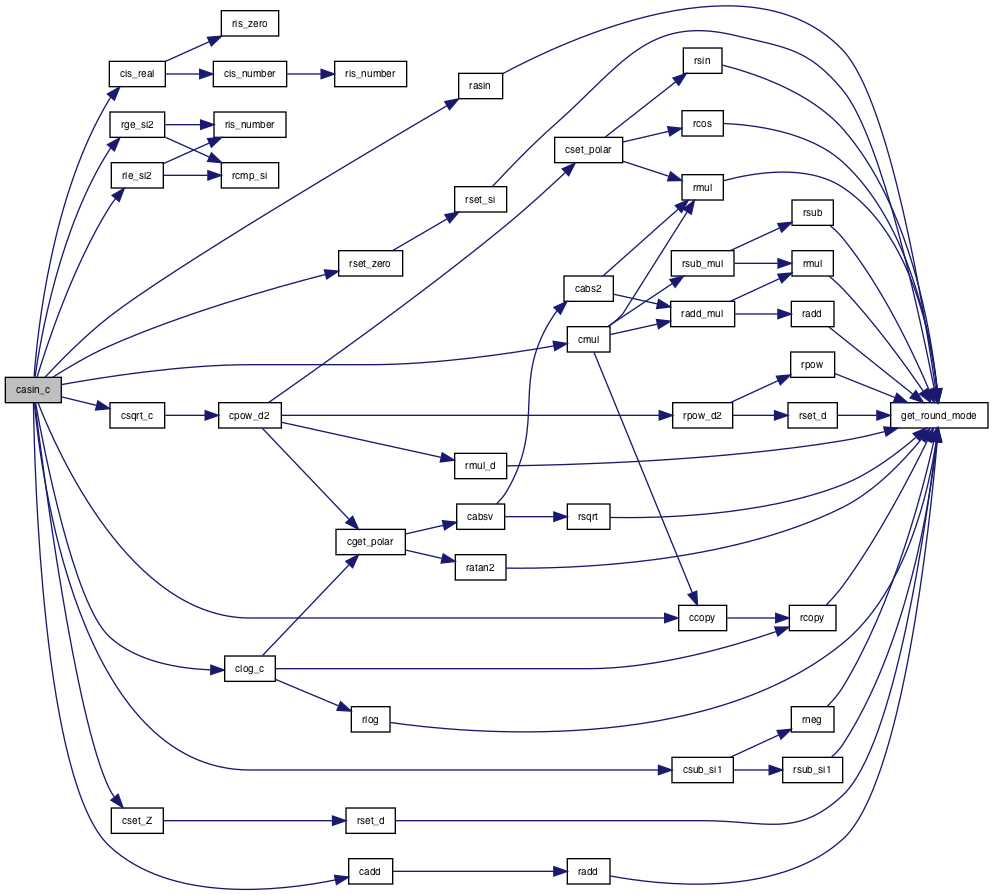 ris_zero
cis_real
cis_number
ris_number
rge_si2
ris_number
rle_si2
rcmp_si
rasin
rsin
rcos
cset_polar
rmul
rset_si
rsub
rset_zero
rsub_mul
rmul
cabs2
radd_mul
radd
cmul
rpow
casin_c
csqrt_c
cpow_d2
rpow_d2
rset_d
get_round_mode
rmul_d
cabsv
rsqrt
cget_polar
ratan2
ccopy
rcopy
clog_c
rlog
rneg
csub_si1
rsub_si1
cset_Z
rset_d
cadd
radd